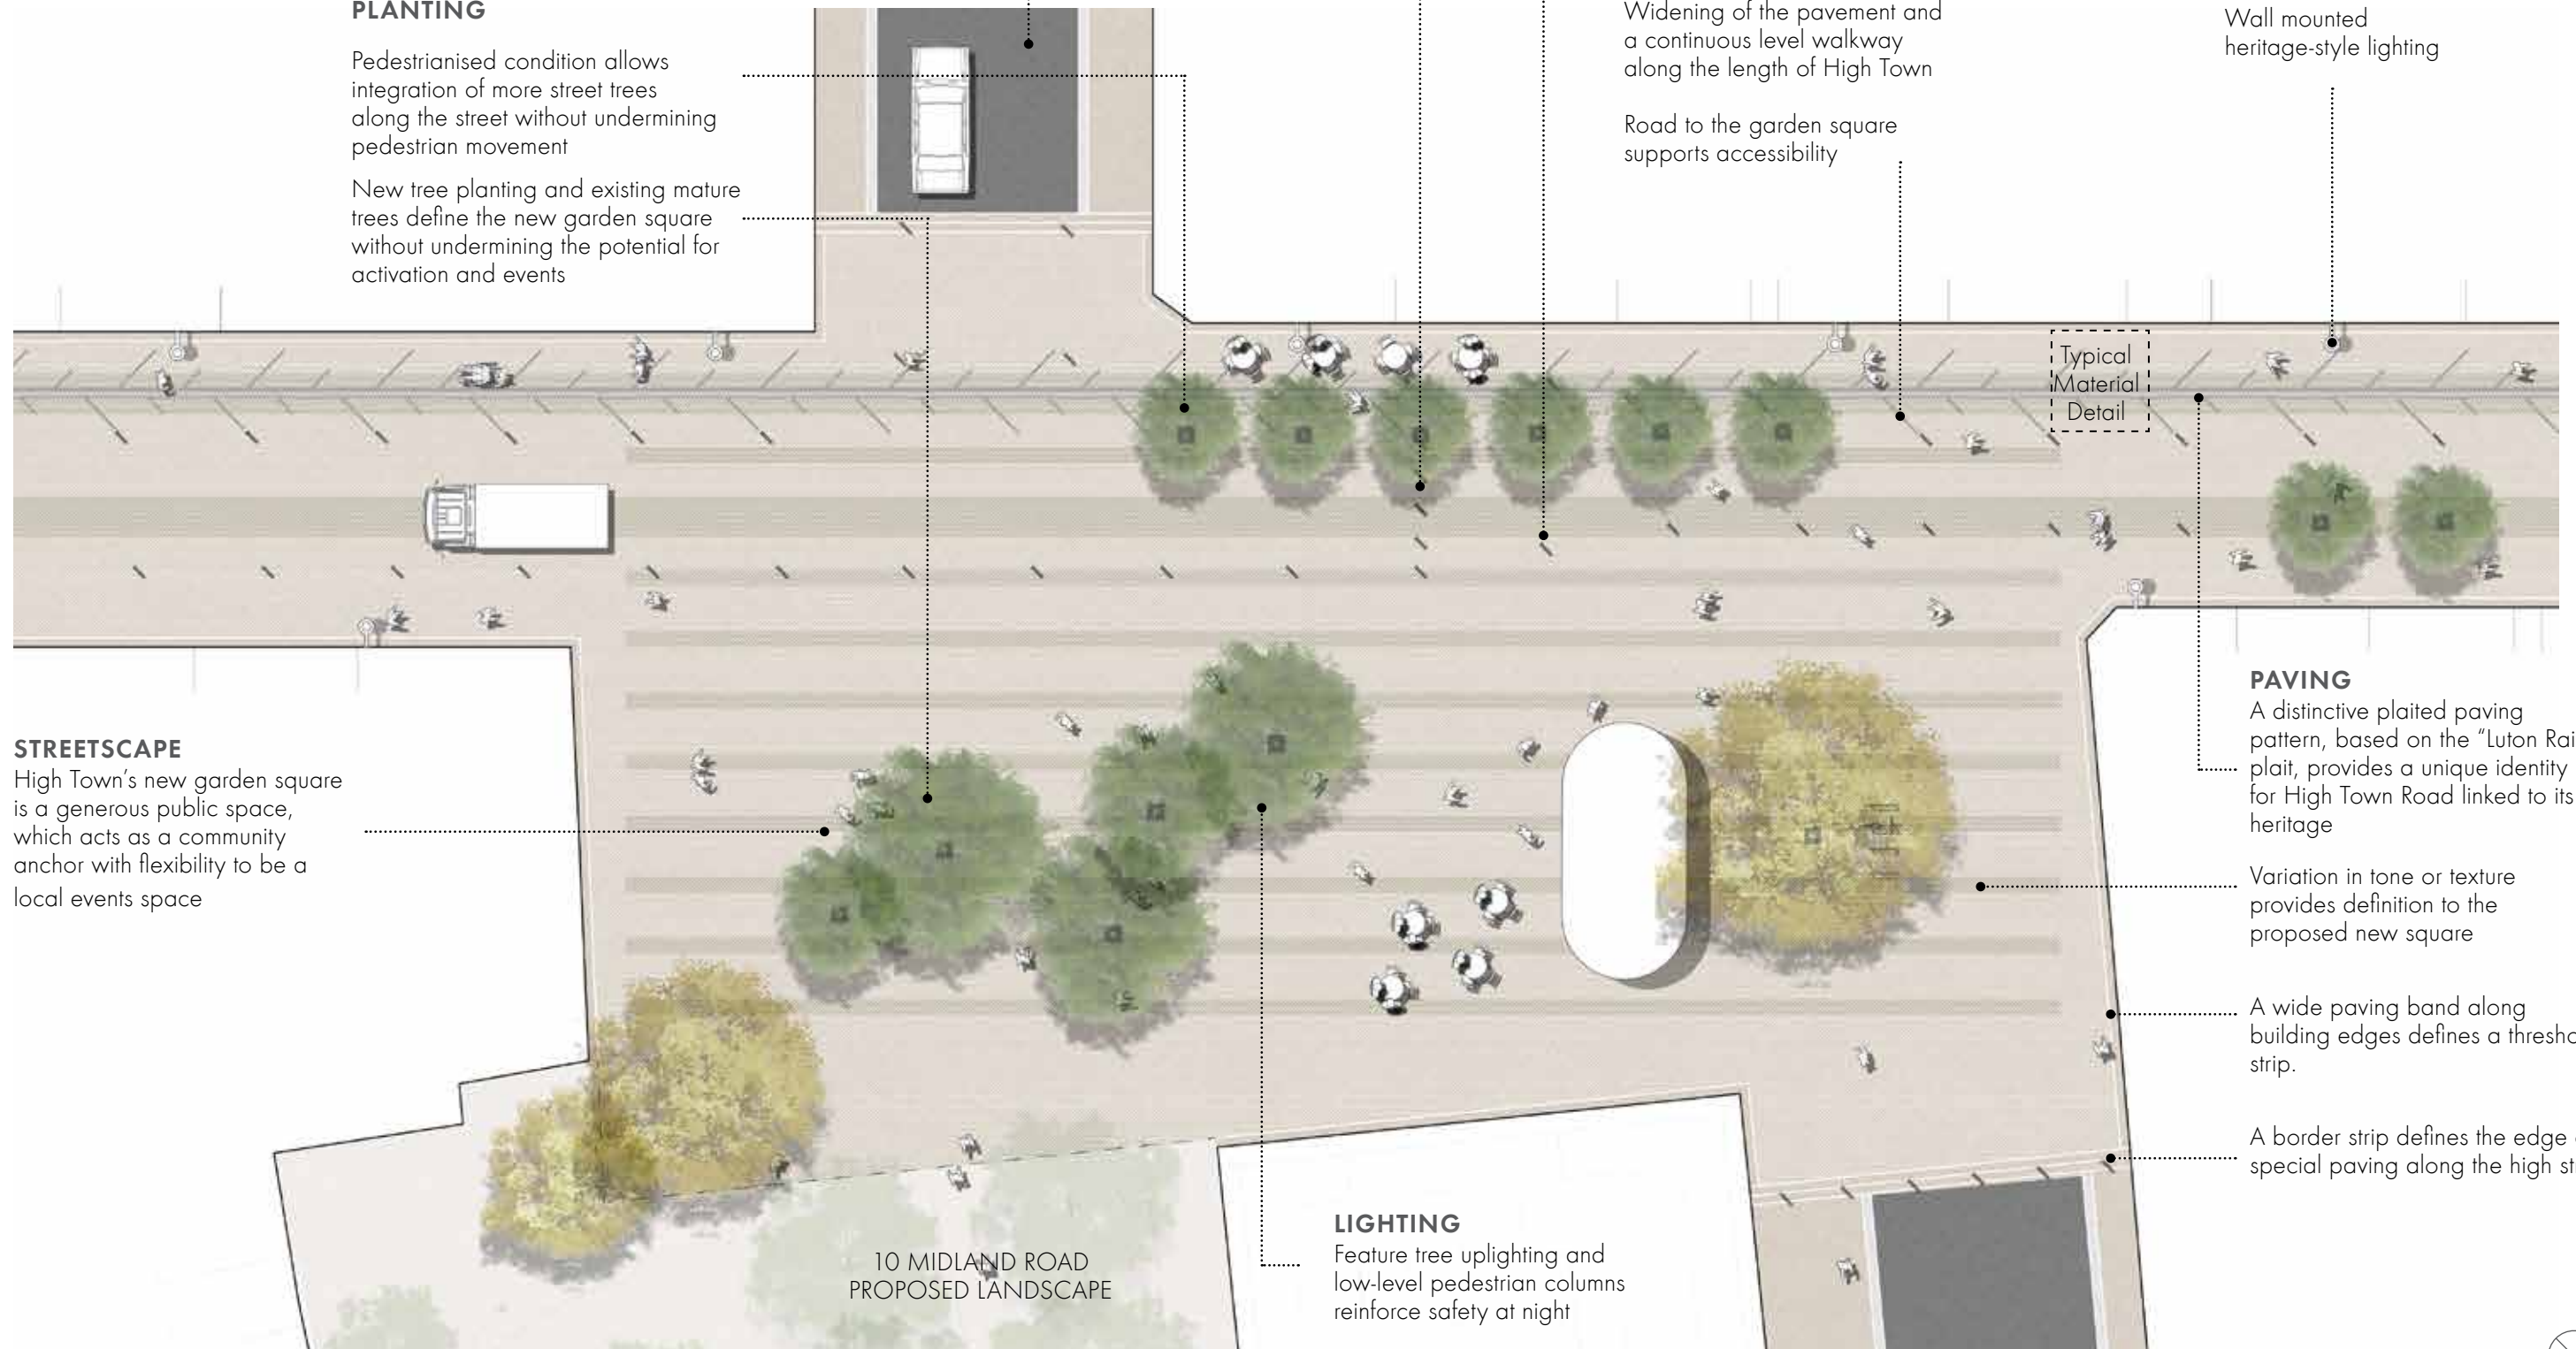 PLANTING
Pedestrianised condition allows
integration of more street trees
along the street without undermining
pedestrian movement
New tree planting and existing mature
trees define the new garden square
without undermining the potential for
activation and events
Widening of the pavement and
a continuous level walkway
along the length of High Town
Road to the garden square
supports accessibility
Wall mounted
heritage-style lighting
Typical
Material
Detail
STREETSCAPE
High Town's new garden square
is a generous public space,
which acts as a community
anchor with flexibility to be a
local events space
PAVING
A distinctive plaited paving
pattern, based on the “Luton Rai
plait, provides a unique identity
for High Town Road linked to its
heritage
Variation in tone or texture
provides definition to the
proposed new square
A wide paving band along
building edges defines a thresho
strip.
A border strip defines the edge
special paving along the high st
LIGHTING
Feature tree uplighting and
low-level pedestrian columns
reinforce safety at night
10 MIDLAND ROAD
PROPOSED LANDSCAPE